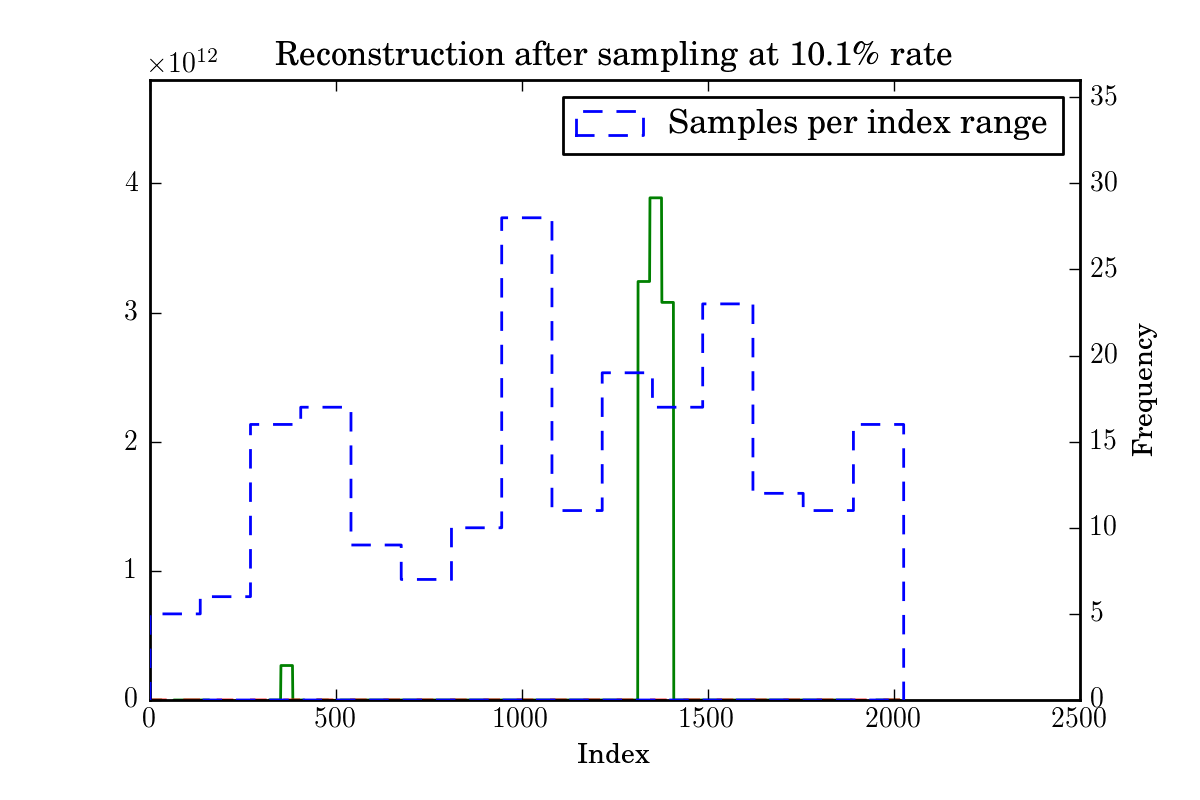 Reconstruction after sampling at 10.1% rate
×10¹²
Samples per index range
4
3
2
1
0
35
30
25
20
15
10
5
0
Frequency
0 500 1000 1500 2000 2500
Index